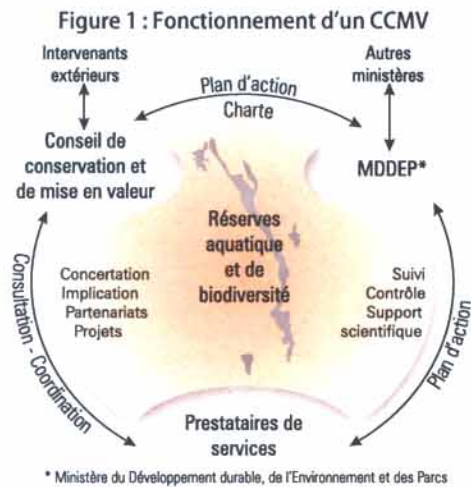 Figure 1 : Fonctionnement d'un CCMV
Intervenants
extérieurs
Autres
ministères
Plan d'action
Charte
Conseil de
conservation et
de mise en valeur
MDDEP*
Réserves
aquatique
et de
biodiversité
Concertation
Implication
Partenariats
Projets
Suivi
Contrôle
Support
scientifique
Consultation - Coordination
Plan d'action
Prestataires de
services
* Ministère du Développement durable, de l'Environnement et des Parcs